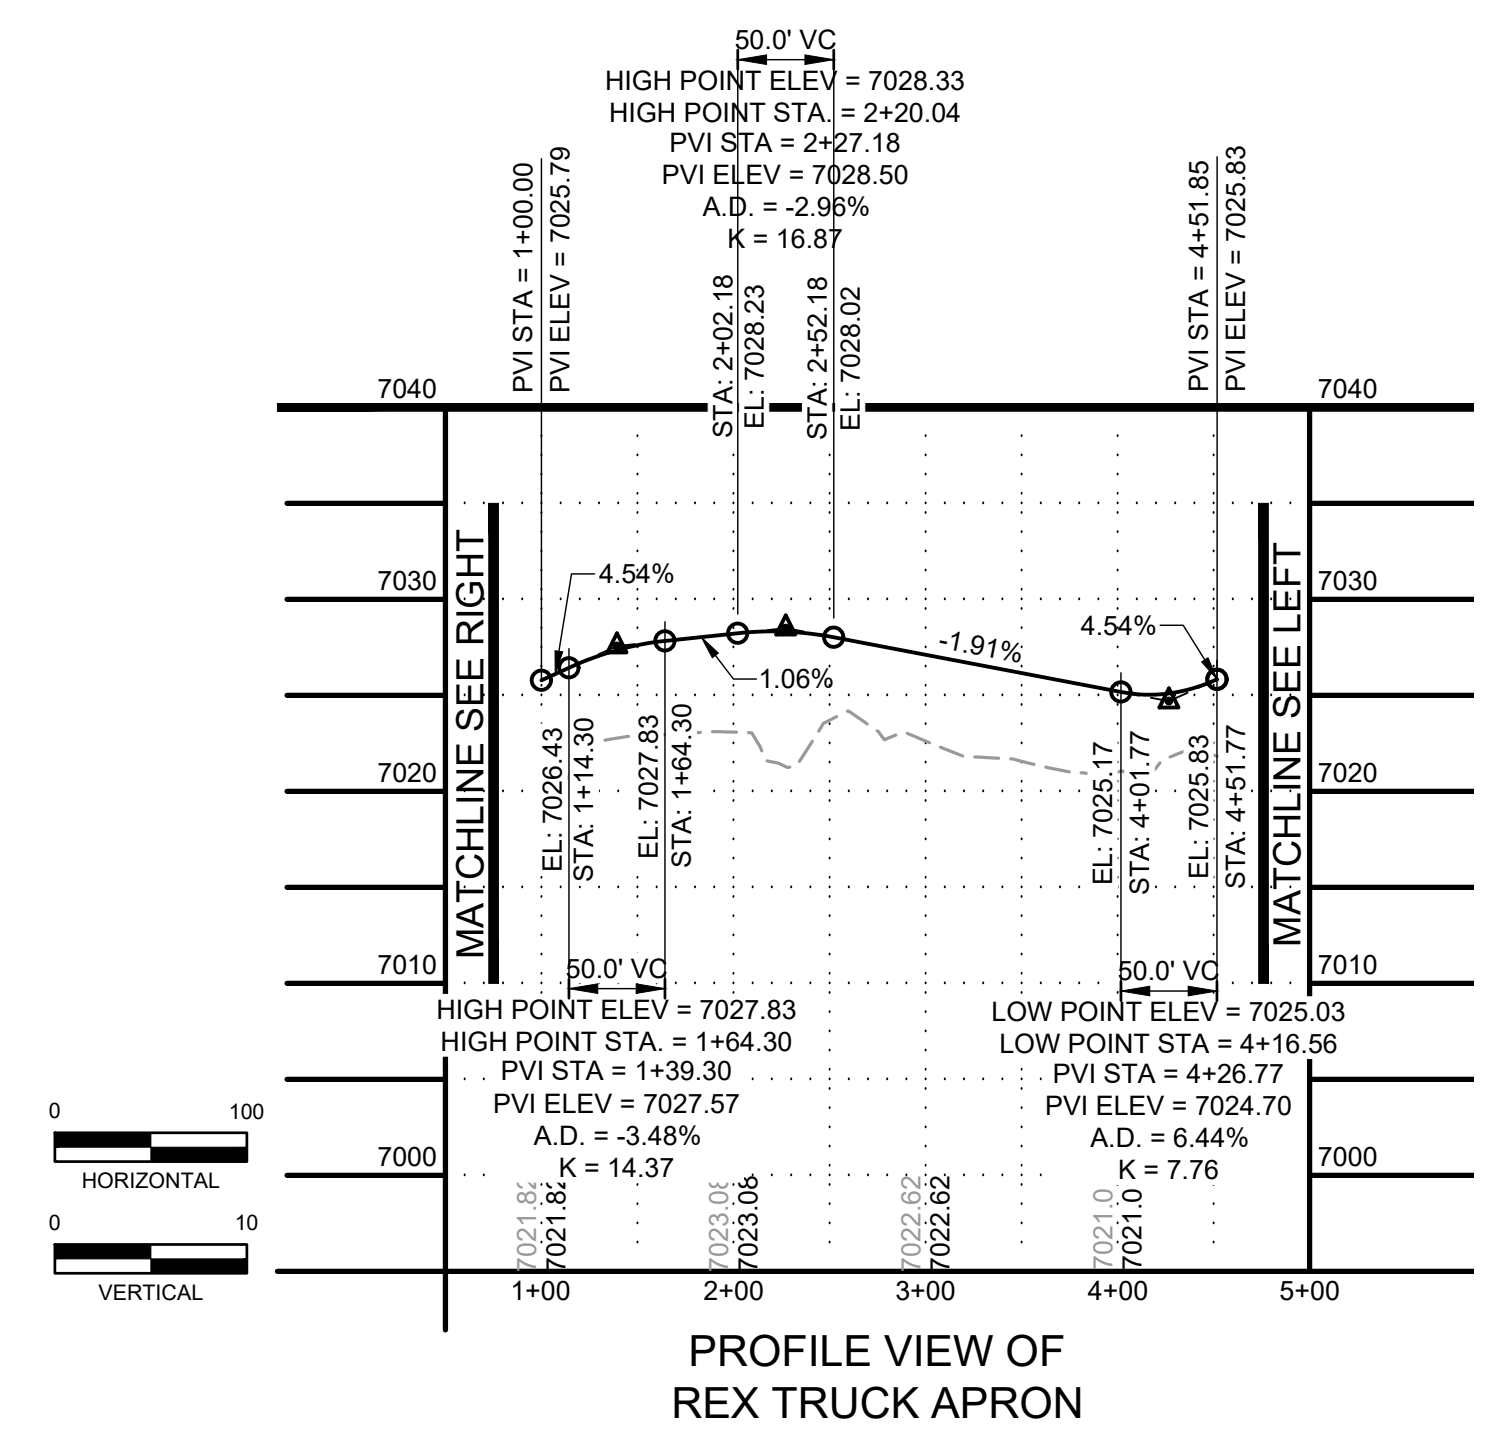 50.0' VC
HIGH POINT ELEV = 7028.33
HIGH POINT STA. = 2+20.04
PVI STA = 2+27.18
PVI ELEV = 7028.50
A.D. = -2.96%
K = 16.87
PVI STA = 1+00.00
PVI ELEV = 7025.79
STA: 2+02.18
EL: 7028.23
STA: 2+52.18
EL: 7028.02
PVI STA = 4+51.85
PVI ELEV = 7025.83
7040
7040
7030
7030
7020
7020
7010
7010
7000
7000
MATCHLINE SEE RIGHT
MATCHLINE SEE LEFT
4.54%
1.06%
-1.91%
4.54%
EL: 7026.43
STA: 1+14.30
EL: 7027.83
STA: 1+64.30
EL: 7025.17
STA: 4+01.77
EL: 7025.83
STA: 4+51.77
50.0' VC
HIGH POINT ELEV = 7027.83
HIGH POINT STA. = 1+64.30
PVI STA = 1+39.30
PVI ELEV = 7027.57
A.D. = -3.48%
K = 14.37
50.0' VC
LOW POINT ELEV = 7025.03
LOW POINT STA = 4+16.56
PVI STA = 4+26.77
PVI ELEV = 7024.70
A.D. = 6.44%
K = 7.76
0 100
HORIZONTAL
0 10
VERTICAL
7021.82
7021.82
7023.08
7023.08
7022.62
7022.62
7021.0
7021.0
1+00
2+00
3+00
4+00
5+00
PROFILE VIEW OF
REX TRUCK APRON